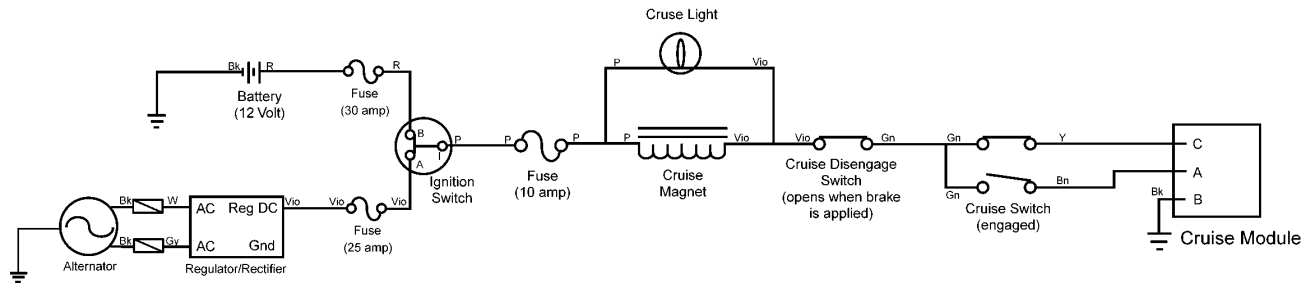 Cruse Light
P
Vio
Bk
R
R
Battery
(12 Volt)
Fuse
(30 amp)
B
A
I
P
Ignition
Switch
P
P
Fuse
(10 amp)
P
Vio
Cruise
Magnet
Vio
Gn
Cruise Disengage
Switch
(opens when brake
is applied)
Gn
Y
Gn
Bn
Cruise Switch
(engaged)
Bk
C
A
B
Cruise Module
Bk
W
AC
Reg DC
Vio
Vio
Vio
Fuse
(25 amp)
Bk
Gy
AC
Gnd
Alternator
Regulator/Rectifier